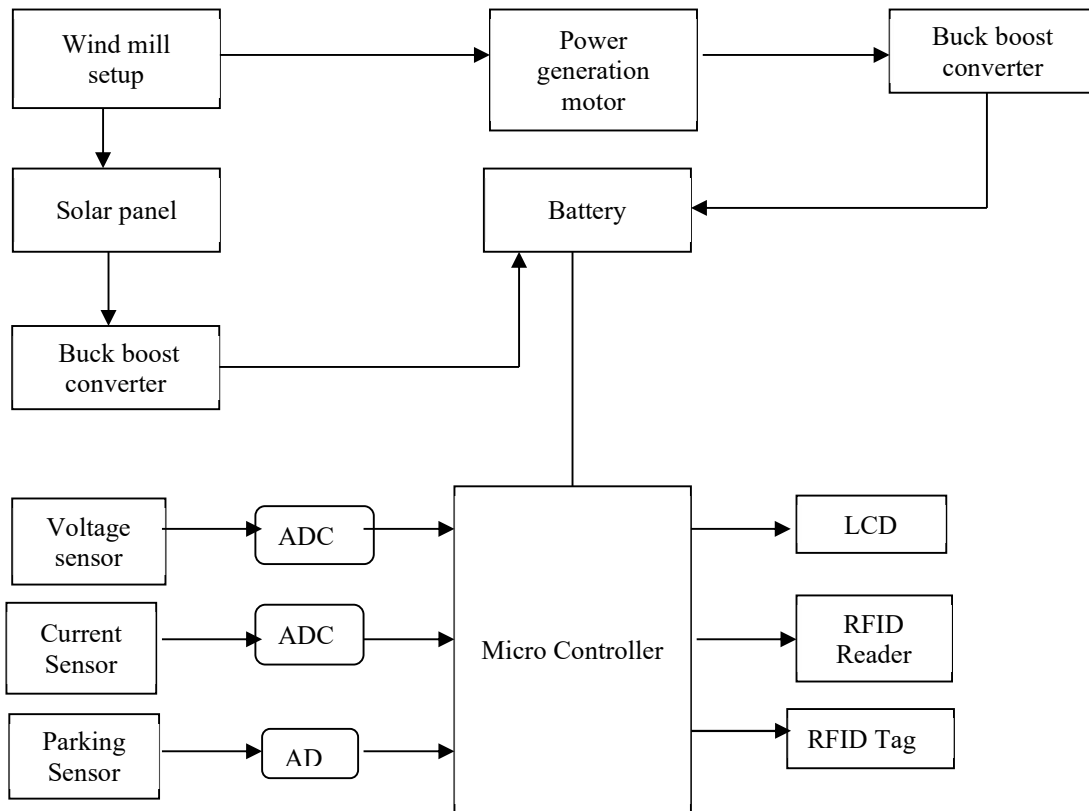 Wind mill
setup
Power
generation
motor
Buck boost
converter
Solar panel
Battery
Buck boost
converter
Voltage
sensor
ADC
LCD
Current
Sensor
ADC
Micro Controller
RFID
Reader
Parking
Sensor
AD
RFID Tag